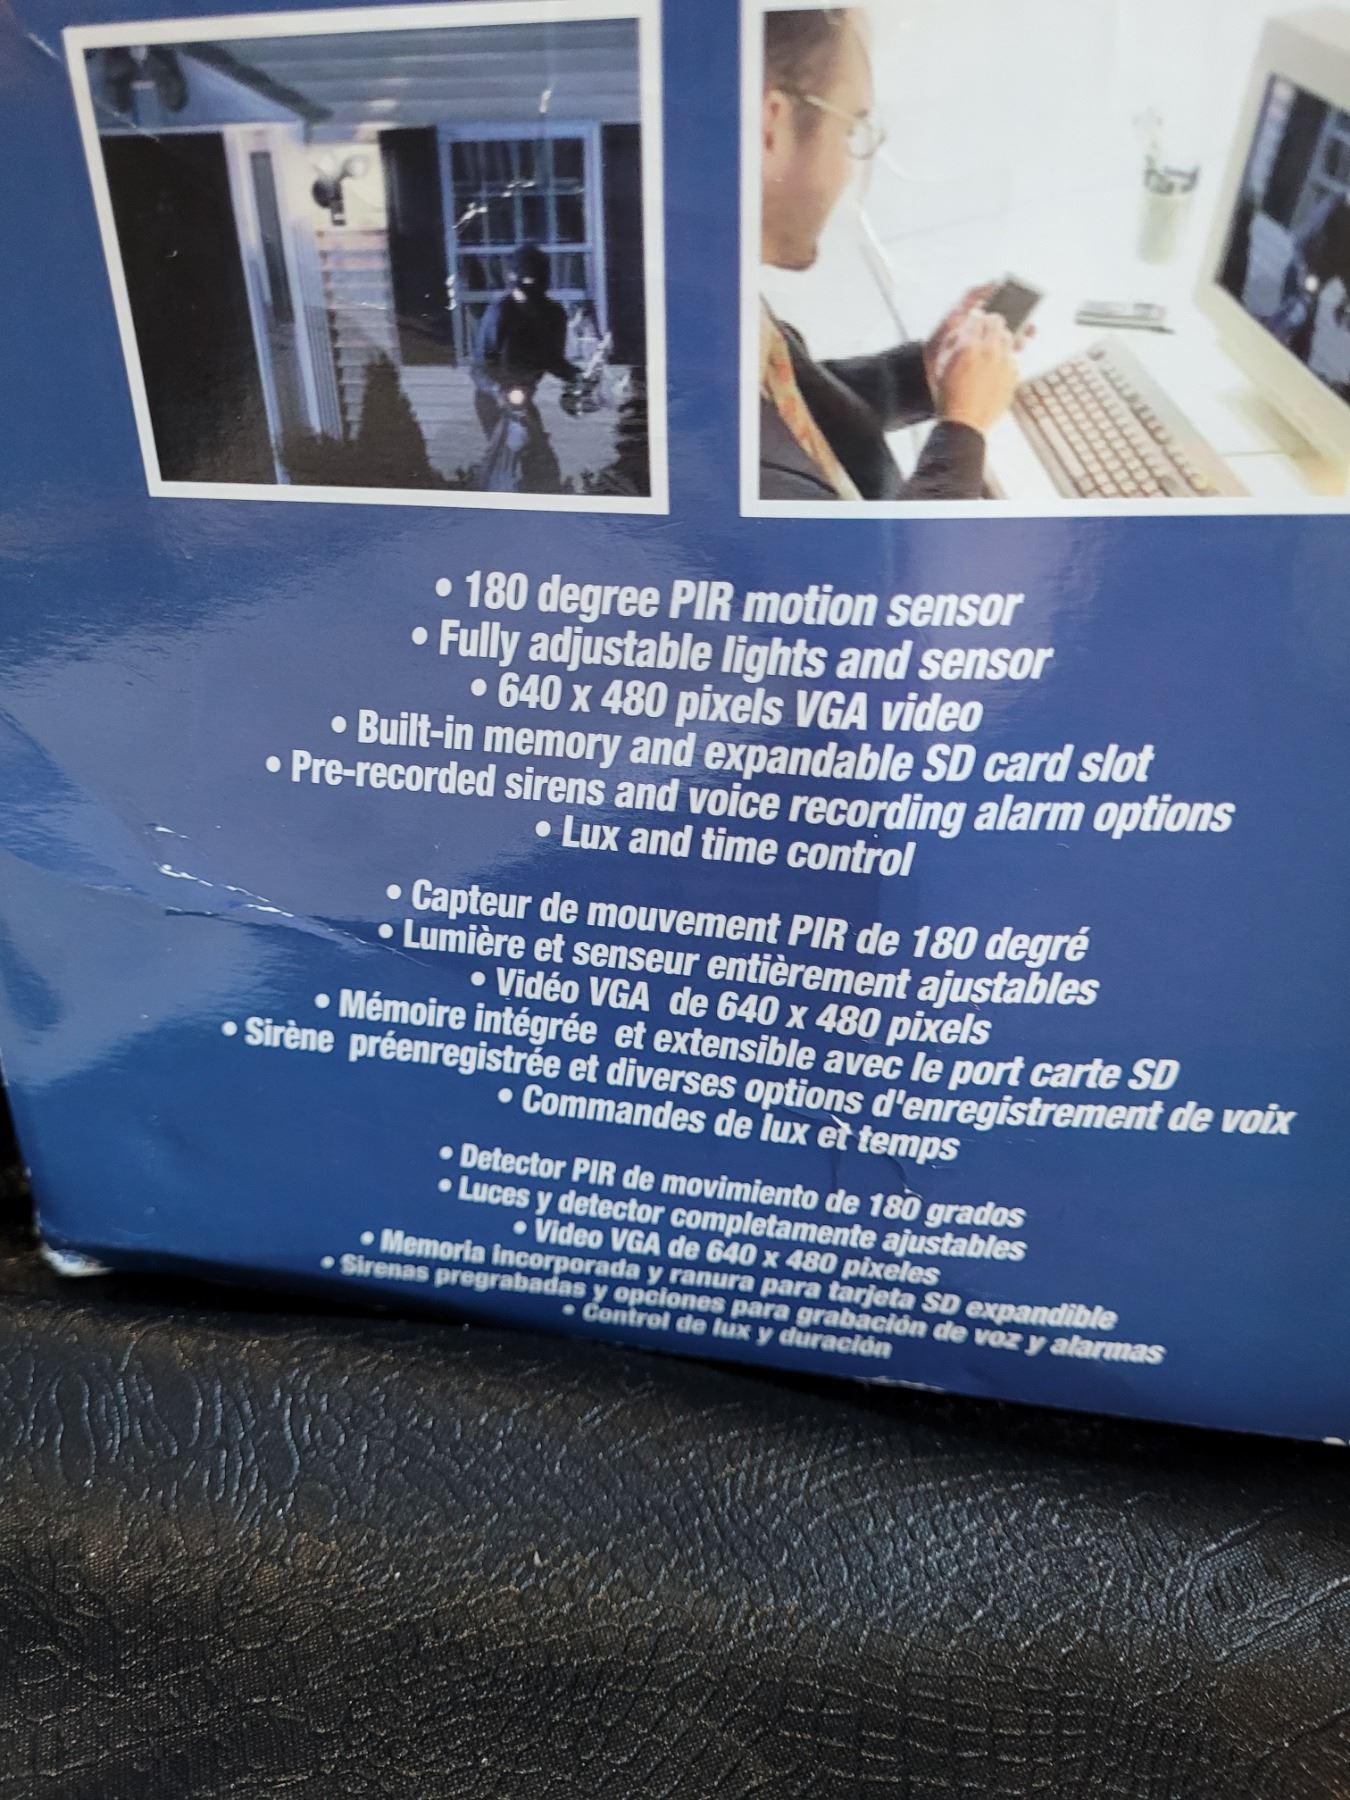 • 180 degree PIR motion sensor
• Fully adjustable lights and sensor
• 640 x 480 pixels VGA video
• Built-in memory and expandable SD card slot
• Pre-recorded sirens and voice recording alarm options
• Lux and time control
• Capteur de mouvement PIR de 180 degré
• Lumière et senseur entièrement ajustables
• Vidéo VGA de 640 x 480 pixels
• Mémoire intégrée et extensible avec le port carte SD
• Sirène préenregistrée et diverses options d'enregistrement de voix
• Commandes de lux et temps
• Detector PIR de movimiento de 180 grados
• Luces y detector completamente ajustables
• Video VGA de 640 x 480 pixeles
• Memoria incorporada y ranura para tarjeta SD expandible
• Sirenas pregrabadas y opciones para grabación de voz y alarmas
• Control de lux y duración